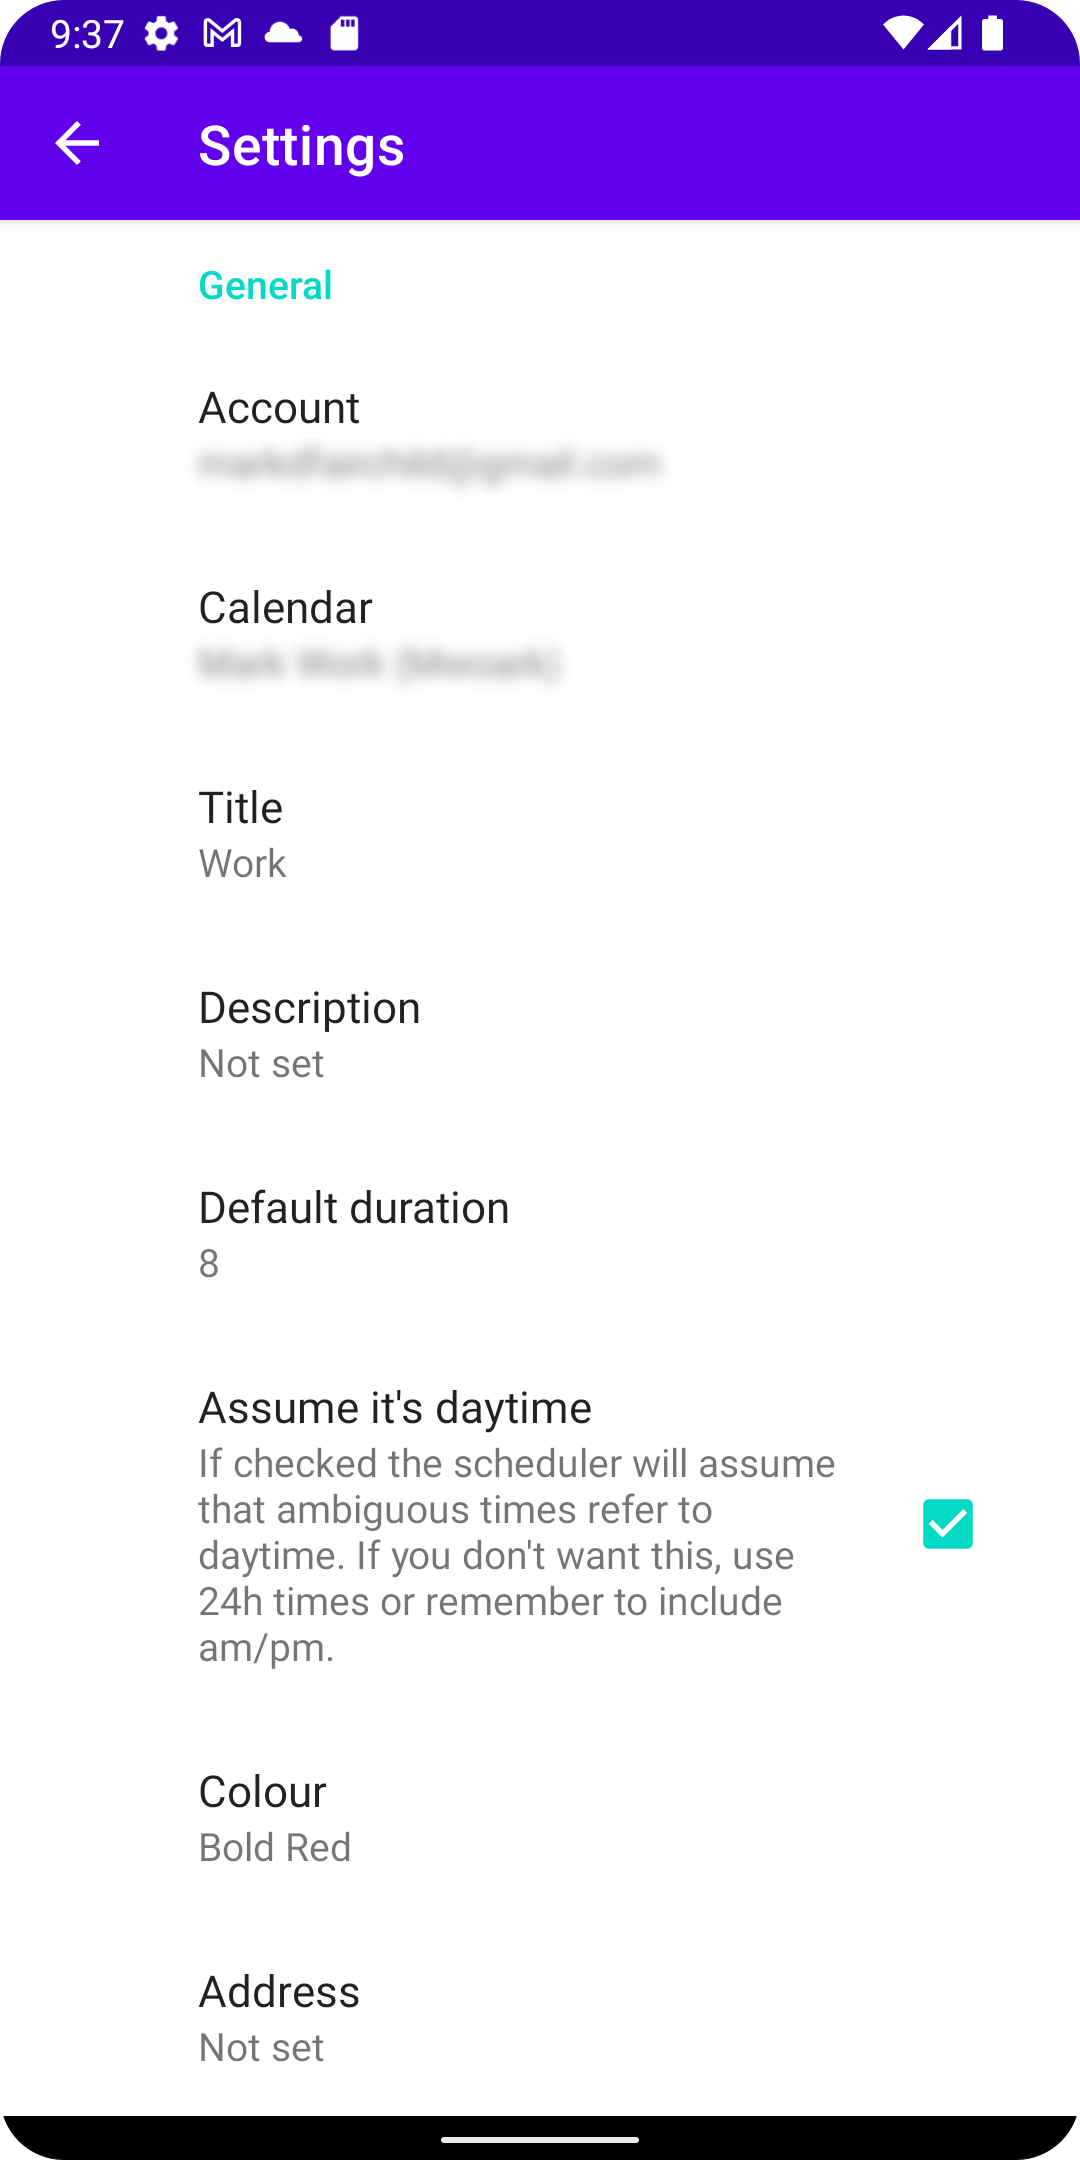 9:37
Settings
General
Account
Calendar
Title
Work
Description
Not set
Default duration
8
Assume it's daytime
If checked the scheduler will assume
that ambiguous times refer to
daytime. If you don't want this, use
24h times or remember to include
am/pm.
Colour
Bold Red
Address
Not set